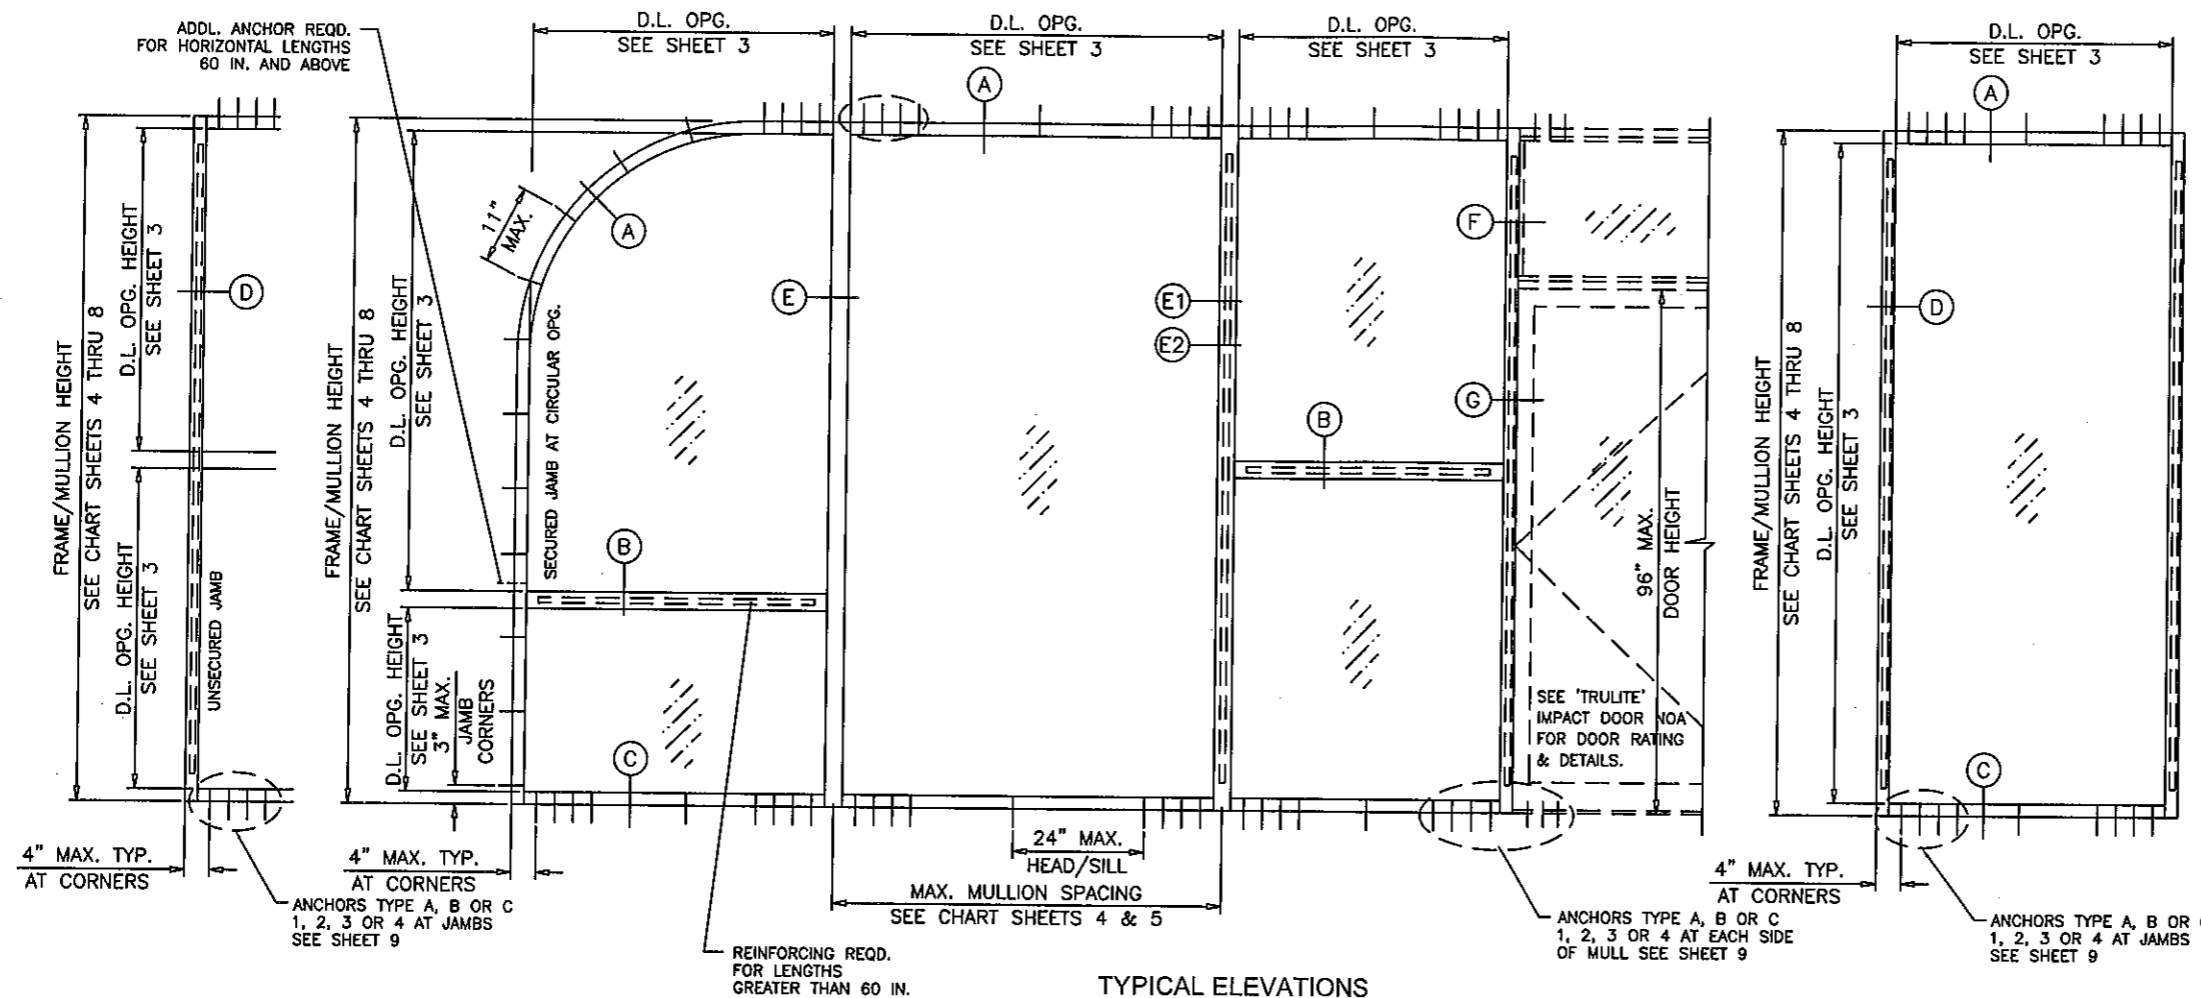 ADDL. ANCHOR REQD.
FOR HORIZONTAL LENGTHS
60 IN. AND ABOVE
D.L. OPG.
SEE SHEET 3
D.L. OPG.
SEE SHEET 3
D.L. OPG.
SEE SHEET 3
D.L. OPG.
SEE SHEET 3
FRAME/MULLION HEIGHT
SEE CHART SHEETS 4 THRU 8
D.L. OPG. HEIGHT
SEE SHEET 3
D.L. OPG. HEIGHT
SEE SHEET 3
UNSECURED JAMB
D
4" MAX. TYP.
AT CORNERS
ANCHORS TYPE A, B OR C
1, 2, 3 OR 4 AT JAMBS
SEE SHEET 9
FRAME/MULLION HEIGHT
SEE CHART SHEETS 4 THRU 8
D.L. OPG. HEIGHT
SEE SHEET 3
D.L. OPG. HEIGHT
SEE SHEET 3
3" MAX.
JAMB
CORNERS
11"
MAX.
SECURED JAMB AT CIRCULAR OPG.
A
A
B
C
E
E1
E2
B
F
G
4" MAX. TYP.
AT CORNERS
REINFORCING REQD.
FOR LENGTHS
GREATER THAN 60 IN.
24" MAX.
HEAD/SILL
MAX. MULLION SPACING
SEE CHART SHEETS 4 & 5
96" MAX.
DOOR HEIGHT
SEE 'TRULITE'
IMPACT DOOR NOA
FOR DOOR RATING
& DETAILS.
ANCHORS TYPE A, B OR C
1, 2, 3 OR 4 AT EACH SIDE
OF MULL SEE SHEET 9
FRAME/MULLION HEIGHT
SEE CHART SHEETS 4 THRU 8
D.L. OPG. HEIGHT
SEE SHEET 3
A
D
C
4" MAX. TYP.
AT CORNERS
ANCHORS TYPE A, B OR
1, 2, 3 OR 4 AT JAMBS
SEE SHEET 9
TYPICAL ELEVATIONS